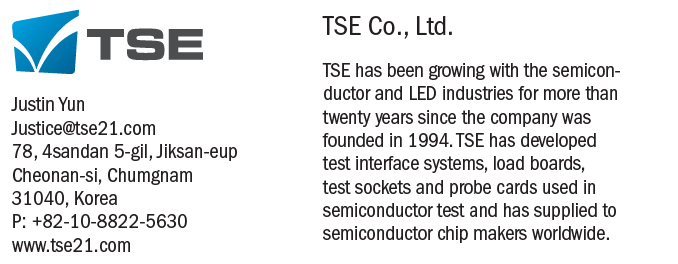 TSE
Justin Yun
Justice@tse21.com
78, 4sandan 5-gil, Jiksan-eup
Cheonan-si, Chumgnam
31040, Korea
P: +82-10-8822-5630
www.tse21.com
TSE Co., Ltd.
TSE has been growing with the semicon-
ductor and LED industries for more than
twenty years since the company was
founded in 1994. TSE has developed
test interface systems, load boards,
test sockets and probe cards used in
semiconductor test and has supplied to
semiconductor chip makers worldwide.